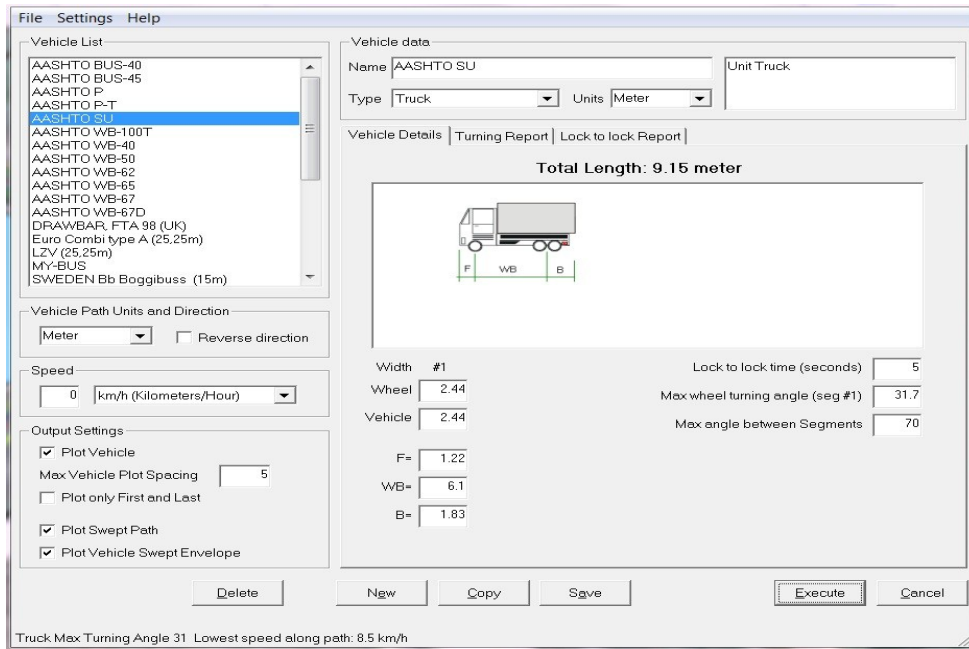 File Settings Help
Vehicle List
AASHTO BUS-40
AASHTO BUS-45
AASHTO P
AASHTO P-T
AASHTO SU
AASHTO WB-100T
AASHTO WB-40
AASHTO WB-50
AASHTO WB-62
AASHTO WB-65
AASHTO WB-67
AASHTO WB-67D
DRAWBAR, FTA 98 (UK)
Euro Combi type A (25,25m)
LZV (25,25m)
MY-BUS
SWEDEN Bb Boggibuss (15m)
Vehicle Path Units and Direction
Meter Reverse direction
Speed
0 km/h (Kilometers/Hour)
Output Settings
Plot Vehicle
Max Vehicle Plot Spacing 5
Plot only First and Last
Plot Swept Path
Plot Vehicle Swept Envelope
Vehicle data
Name AASHTO SU Unit Truck
Type Truck Units Meter
Vehicle Details Turning Report Lock to lock Report
Total Length: 9.15 meter
F WB B
Width #1
Wheel 2.44
Vehicle 2.44
F= 1.22
WB= 6.1
B= 1.83
Lock to lock time (seconds) 5
Max wheel turning angle (seg #1) 31.7
Max angle between Segments 70
Delete New Copy Save Execute Cancel
Truck Max Turning Angle 31 Lowest speed along path: 8.5 km/h